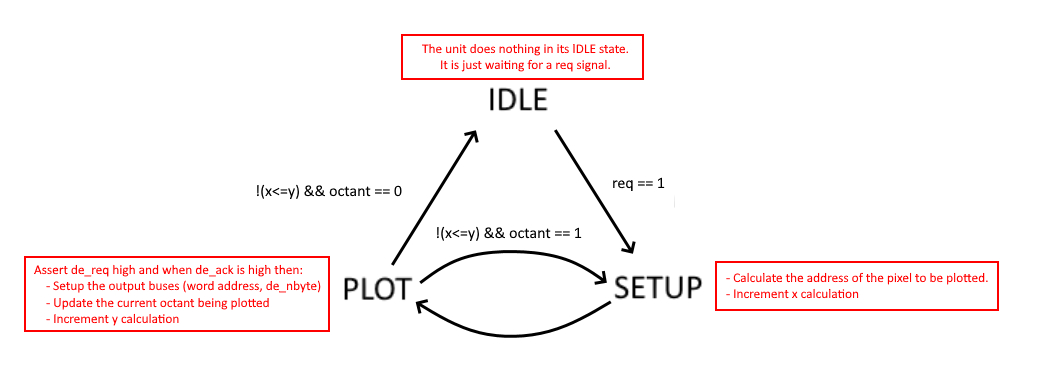 The unit does nothing in its IDLE state.
It is just waiting for a req signal.
IDLE
!(x<=y) && octant == 0
req == 1
!(x<=y) && octant == 1
Assert de_req high and when de_ack is high then:
- Setup the output buses (word address, de_nbyte)
- Update the current octant being plotted
- Increment y calculation
PLOT
SETUP
- Calculate the address of the pixel to be plotted.
- Increment x calculation